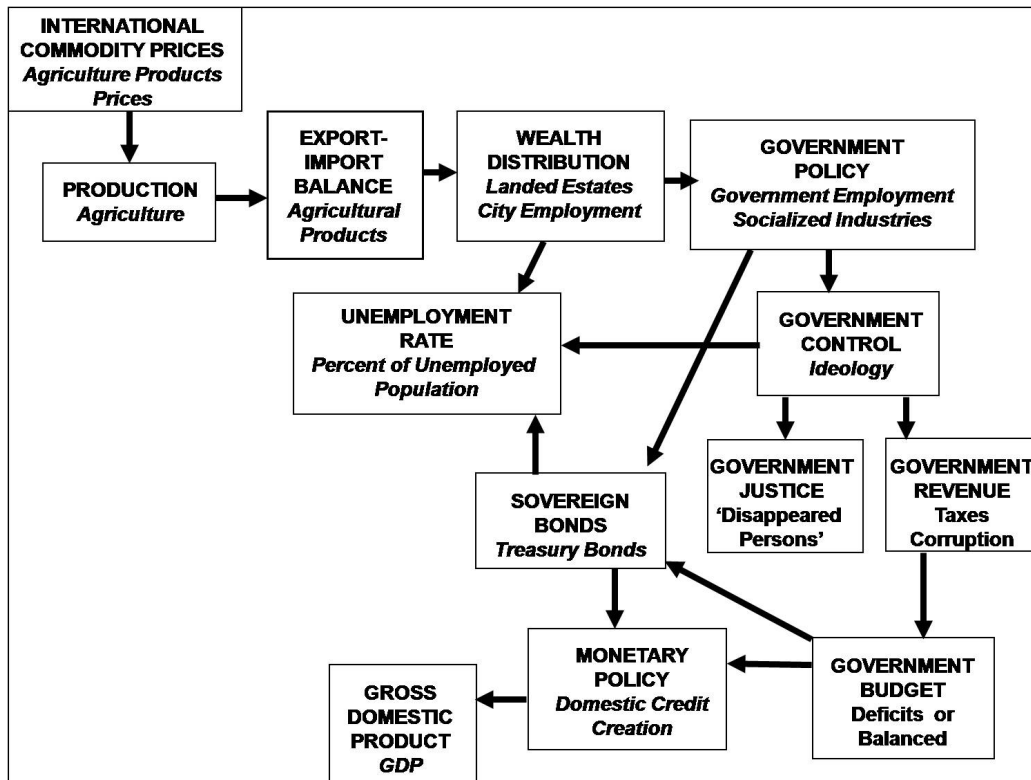 INTERNATIONAL
COMMODITY PRICES
Agriculture Products
Prices
PRODUCTION
Agriculture
EXPORT-
IMPORT
BALANCE
Agricultural
Products
WEALTH
DISTRIBUTION
Landed Estates
City Employment
GOVERNMENT
POLICY
Government Employment
Socialized Industries
UNEMPLOYMENT
RATE
Percent of Unemployed
Population
GOVERNMENT
CONTROL
Ideology
GOVERNMENT
JUSTICE
‘Disappeared
Persons’
GOVERNMENT
REVENUE
Taxes
Corruption
SOVEREIGN
BONDS
Treasury Bonds
MONETARY
POLICY
Domestic Credit
Creation
GOVERNMENT
BUDGET
Deficits or
Balanced
GROSS
DOMESTIC
PRODUCT
GDP